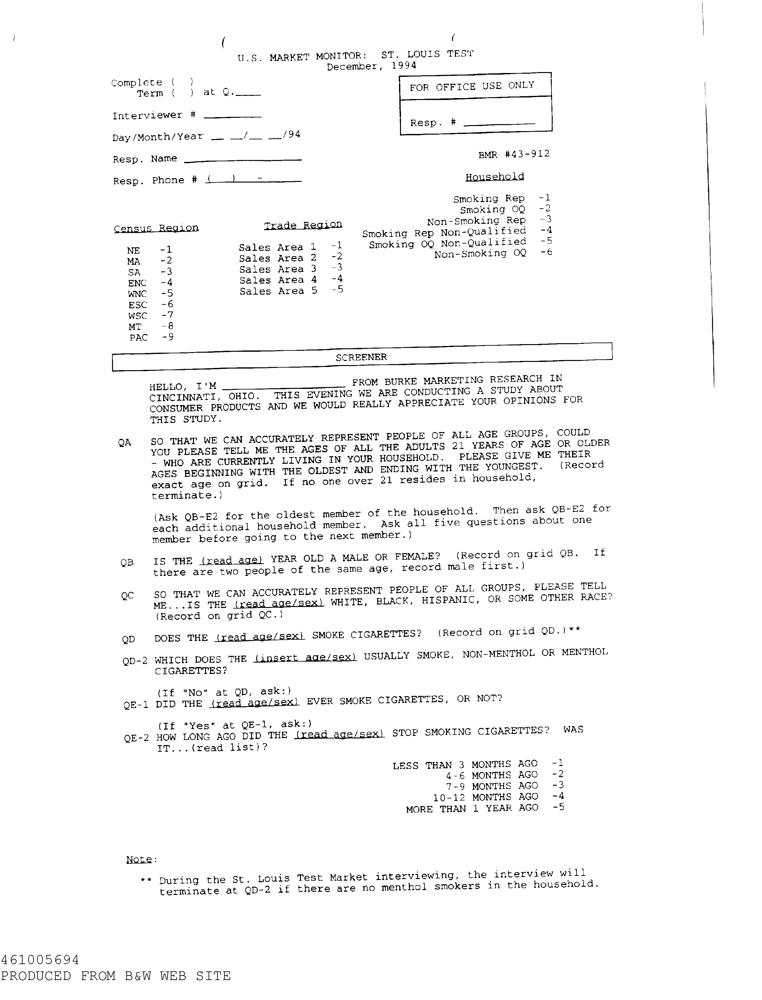 U.S. MARKET MONITOR: ST. LOUIS TEST
December, 1994
Complete ( )
Term ( ) at Q.____
FOR OFFICE USE ONLY
Interviewer # _________
Resp. # __________
Day/Month/Year __ __/__ __/94
BMR #43-912
Resp. Name __________________
Resp. Phone # ( ) -
Household
Smoking Rep -1
Smoking OQ -2
Non-Smoking Rep -3
Smoking Rep Non-Qualified -4
Smoking OQ Non-Qualified -5
Non-Smoking OQ -6
Census Region
NE -1
MA -2
SA -3
ENC -4
WNC -5
ESC -6
WSC -7
MT -8
PAC -9
Trade Region
Sales Area 1 -1
Sales Area 2 -2
Sales Area 3 -3
Sales Area 4 -4
Sales Area 5 -5
SCREENER
HELLO, I'M ___________________ FROM BURKE MARKETING RESEARCH IN
CINCINNATI, OHIO. THIS EVENING WE ARE CONDUCTING A STUDY ABOUT
CONSUMER PRODUCTS AND WE WOULD REALLY APPRECIATE YOUR OPINIONS FOR
THIS STUDY.
QA SO THAT WE CAN ACCURATELY REPRESENT PEOPLE OF ALL AGE GROUPS, COULD
YOU PLEASE TELL ME THE AGES OF ALL THE ADULTS 21 YEARS OF AGE OR OLDER
- WHO ARE CURRENTLY LIVING IN YOUR HOUSEHOLD. PLEASE GIVE ME THEIR
AGES BEGINNING WITH THE OLDEST AND ENDING WITH THE YOUNGEST. (Record
exact age on grid. If no one over 21 resides in household,
terminate.)
(Ask QB-E2 for the oldest member of the household. Then ask QB-E2 for
each additional household member. Ask all five questions about one
member before going to the next member.)
QB IS THE (read age) YEAR OLD A MALE OR FEMALE? (Record on grid QB. If
there are two people of the same age, record male first.)
QC SO THAT WE CAN ACCURATELY REPRESENT PEOPLE OF ALL GROUPS, PLEASE TELL
ME...IS THE (read age/sex) WHITE, BLACK, HISPANIC, OR SOME OTHER RACE?
(Record on grid QC.)
QD DOES THE (read age/sex) SMOKE CIGARETTES? (Record on grid QD.)**
QD-2 WHICH DOES THE (insert age/sex) USUALLY SMOKE, NON-MENTHOL OR MENTHOL
CIGARETTES?
(If "No" at QD, ask:)
QE-1 DID THE (read age/sex) EVER SMOKE CIGARETTES, OR NOT?
(If "Yes" at QE-1, ask:)
QE-2 HOW LONG AGO DID THE (read age/sex) STOP SMOKING CIGARETTES? WAS
IT...(read list)?
LESS THAN 3 MONTHS AGO -1
4-6 MONTHS AGO -2
7-9 MONTHS AGO -3
10-12 MONTHS AGO -4
MORE THAN 1 YEAR AGO -5
Note:
** During the St. Louis Test Market interviewing, the interview will
terminate at QD-2 if there are no menthol smokers in the household.
461005694
PRODUCED FROM B&W WEB SITE